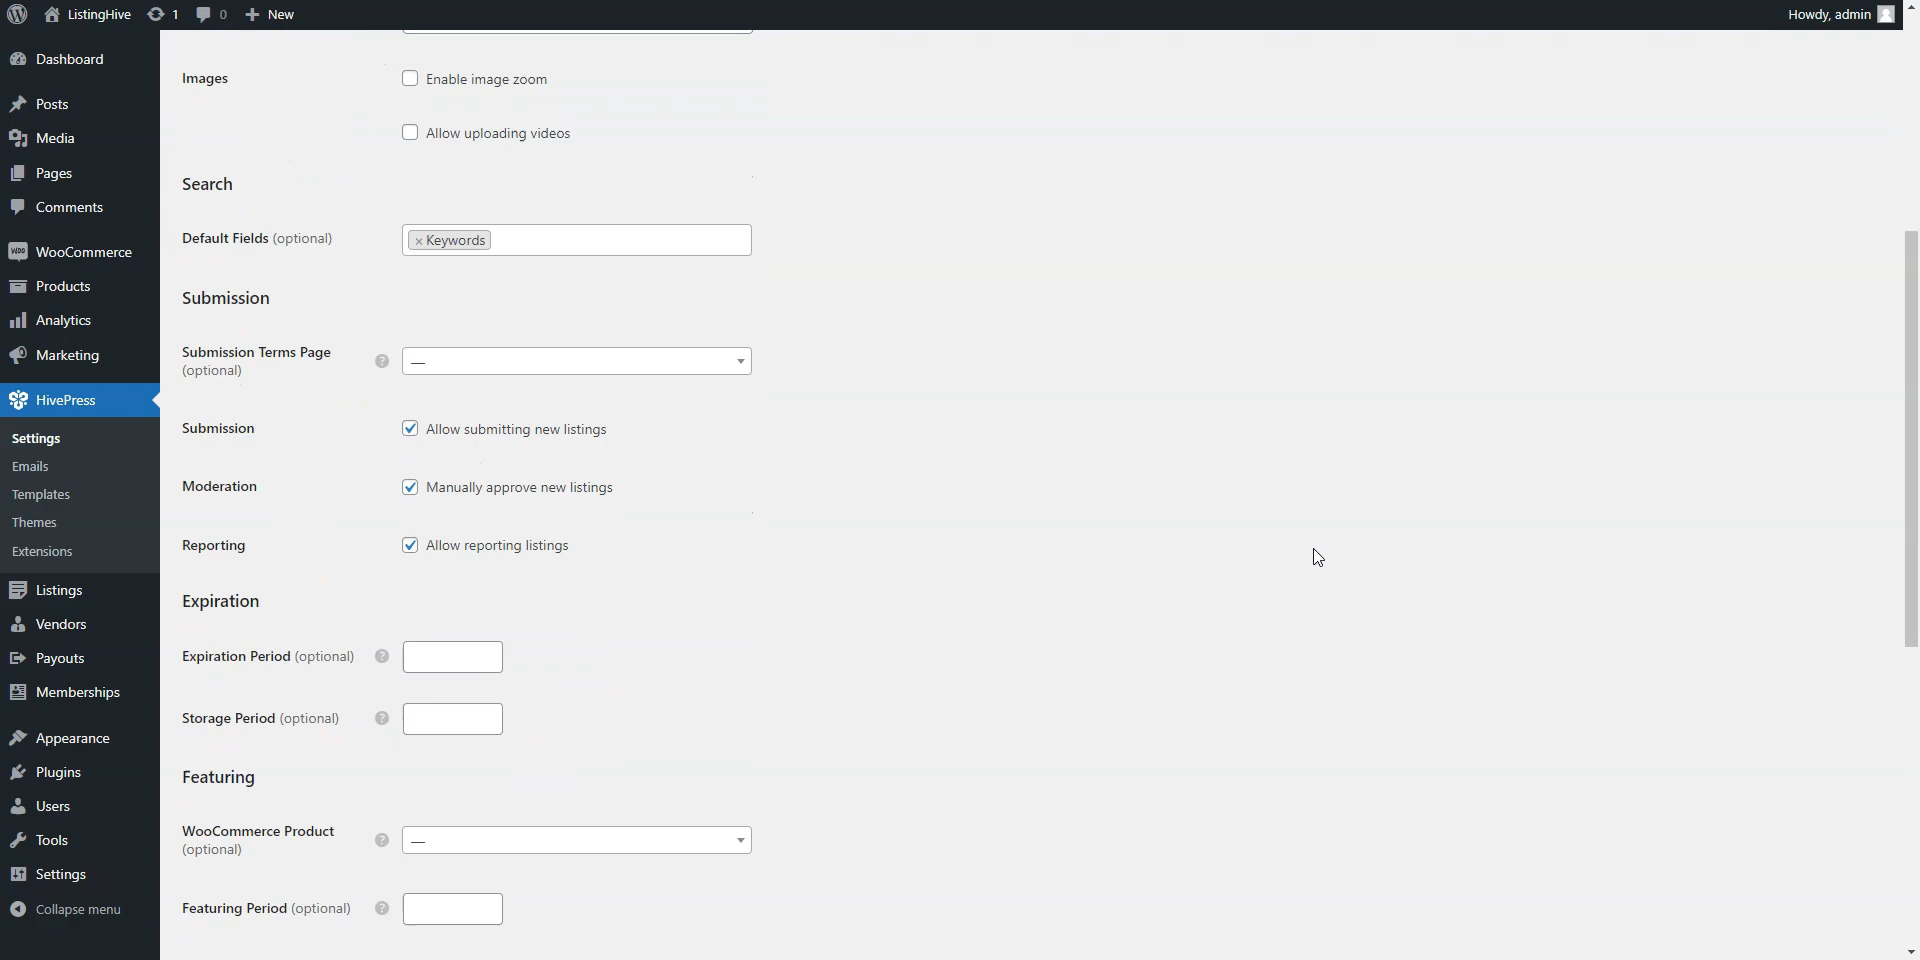 ListingHive
1
0
New
Howdy, admin
Dashboard
Posts
Media
Pages
Comments
WooCommerce
Products
Analytics
Marketing
HivePress
Settings
Emails
Templates
Themes
Extensions
Listings
Vendors
Payouts
Memberships
Appearance
Plugins
Users
Tools
Settings
Collapse menu
Images
Enable image zoom
Allow uploading videos
Search
Default Fields (optional)
× Keywords
Submission
Submission Terms Page
(optional)
?
—
Submission
Allow submitting new listings
Moderation
Manually approve new listings
Reporting
Allow reporting listings
Expiration
Expiration Period (optional)
?
Storage Period (optional)
?
Featuring
WooCommerce Product
(optional)
?
—
Featuring Period (optional)
?